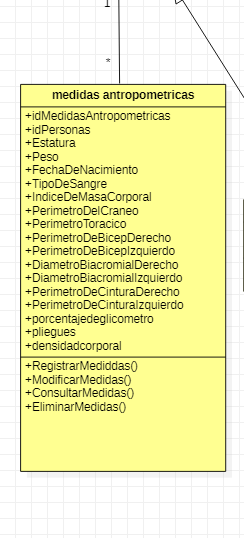 1
*
medidas antropometricas
+idMedidasAntropometricas
+idPersonas
+Estatura
+Peso
+FechaDeNacimiento
+TipoDeSangre
+IndiceDeMasaCorporal
+PerimetroDelCraneo
+PerimetroToracico
+PerimetroDeBicepDerecho
+PerimetroDeBicepIzquierdo
+DiametroBiacromialDerecho
+DiametroBiacromialIzquierdo
+PerimetroDeCinturaDerecho
+PerimetroDeCinturaIzquierdo
+porcentajedeglicometro
+pliegues
+densidadcorporal
+RegistrarMediddas()
+ModificarMedidas()
+ConsultarMedidas()
+EliminarMedidas()